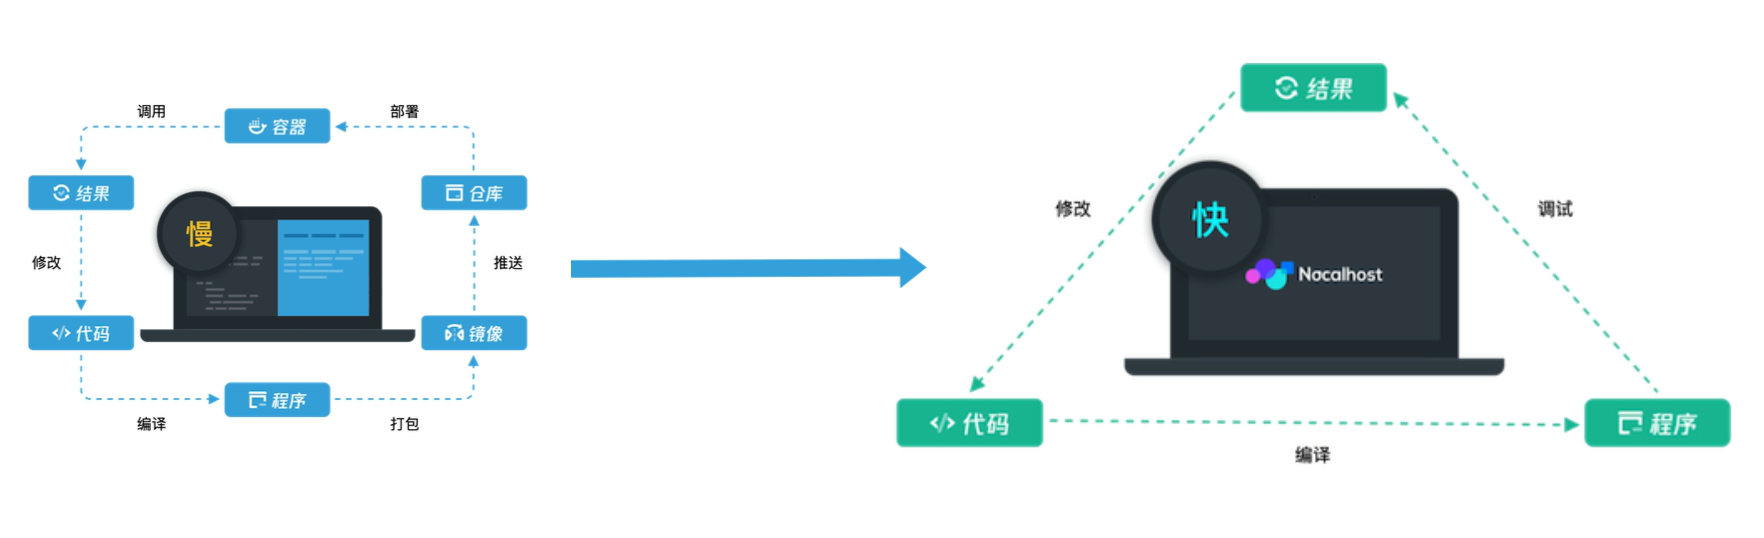 调用
容器
部署
结果
仓库
慢
修改
推送
代码
镜像
程序
编译
打包
结果
修改
快
调试
Nocalhost
代码
程序
编译